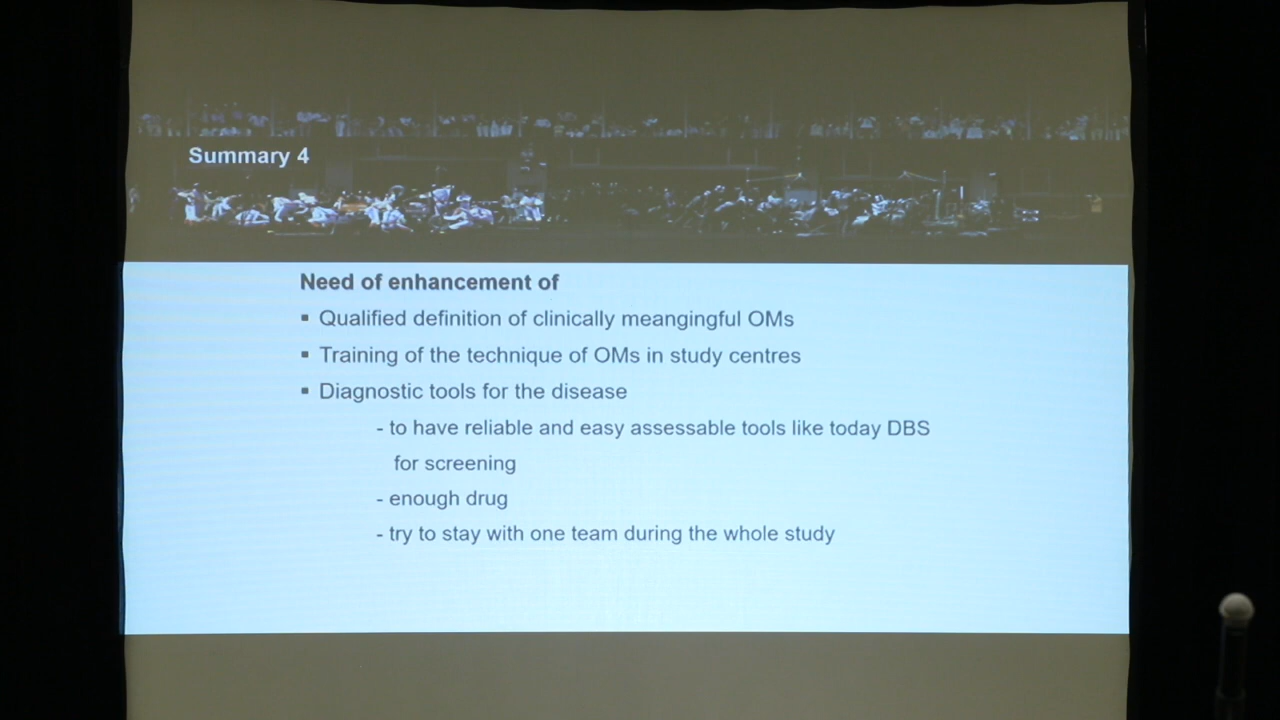 Summary 4
Need of enhancement of
▪ Qualified definition of clinically meangingful OMs
▪ Training of the technique of OMs in study centres
▪ Diagnostic tools for the disease
- to have reliable and easy assessable tools like today DBS
for screening
- enough drug
- try to stay with one team during the whole study